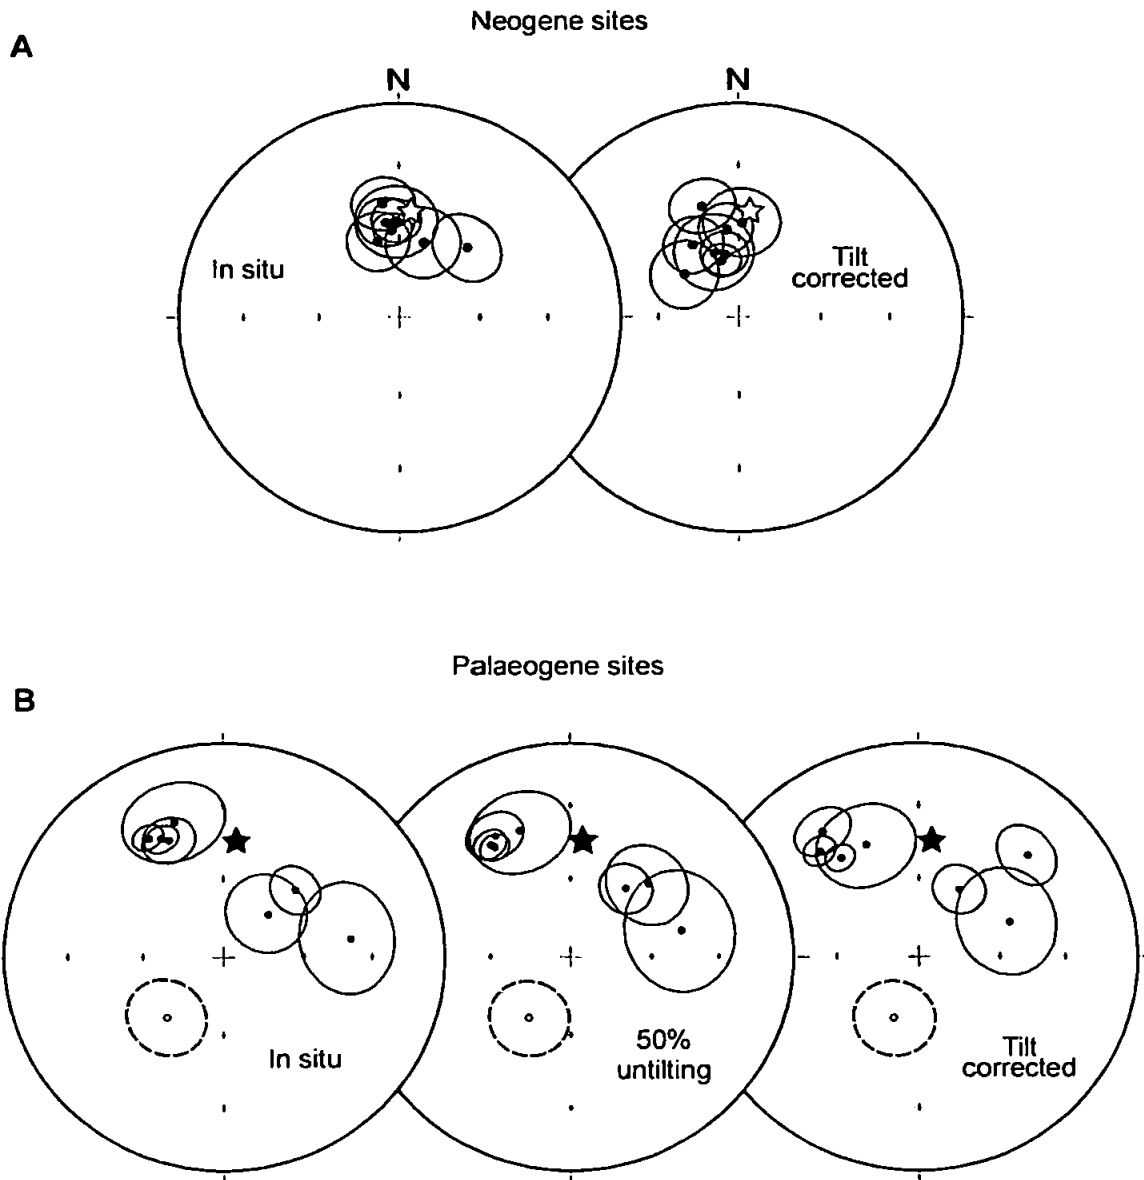 Neogene sites
A
N
N
In situ
Tilt
corrected
Palaeogene sites
B
In situ
50%
untilting
Tilt
corrected